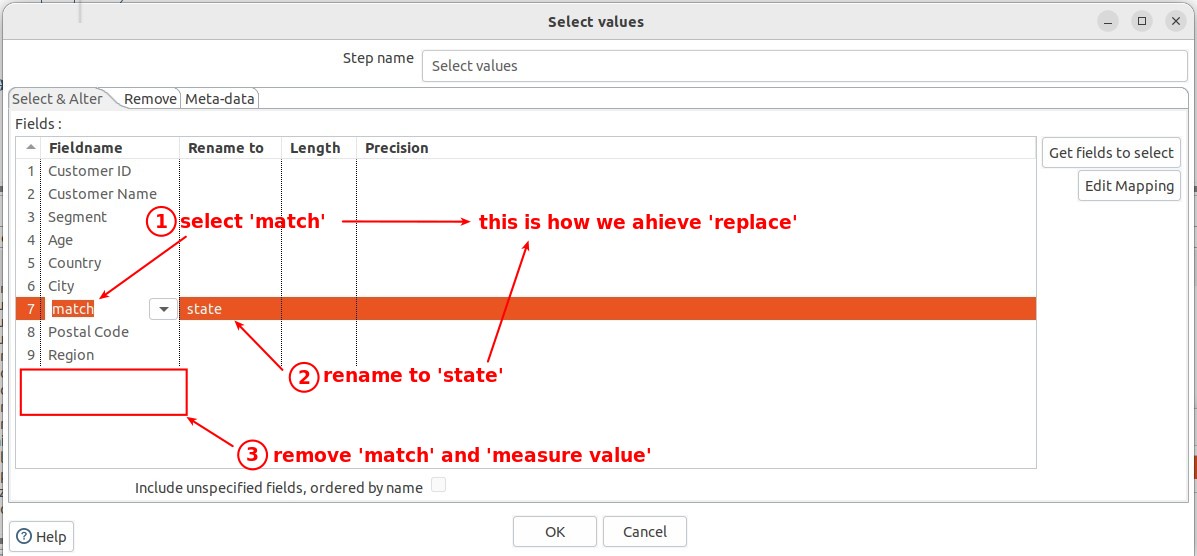 Select values
Step name
Select values
Select & Alter
Remove
Meta-data
Fields :
Fieldname Rename to Length Precision
1 Customer ID
2 Customer Name
3 Segment
4 Age
5 Country
6 City
7 match state
8 Postal Code
9 Region
Get fields to select
Edit Mapping
1 select 'match'
this is how we ahieve 'replace'
2 rename to 'state'
3 remove 'match' and 'measure value'
Include unspecified fields, ordered by name
Help
OK
Cancel